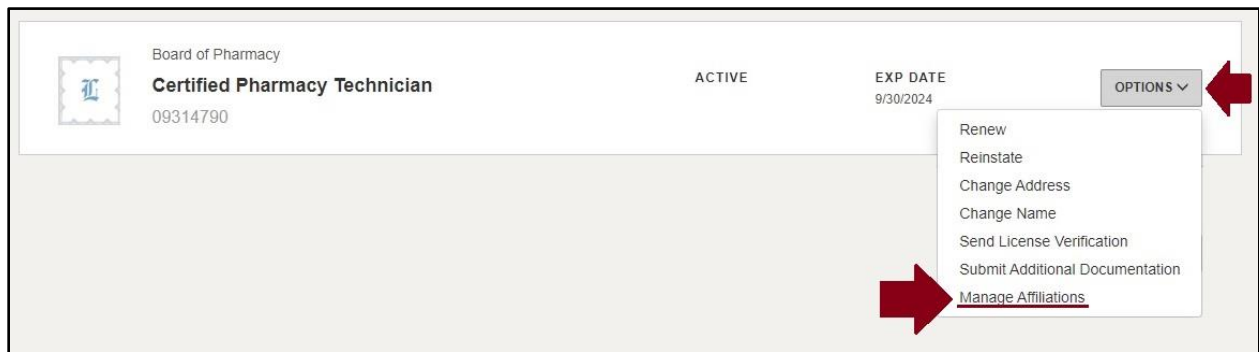 Board of Pharmacy
Certified Pharmacy Technician
09314790
ACTIVE
EXP DATE
9/30/2024
OPTIONS
Renew
Reinstate
Change Address
Change Name
Send License Verification
Submit Additional Documentation
Manage Affiliations
L